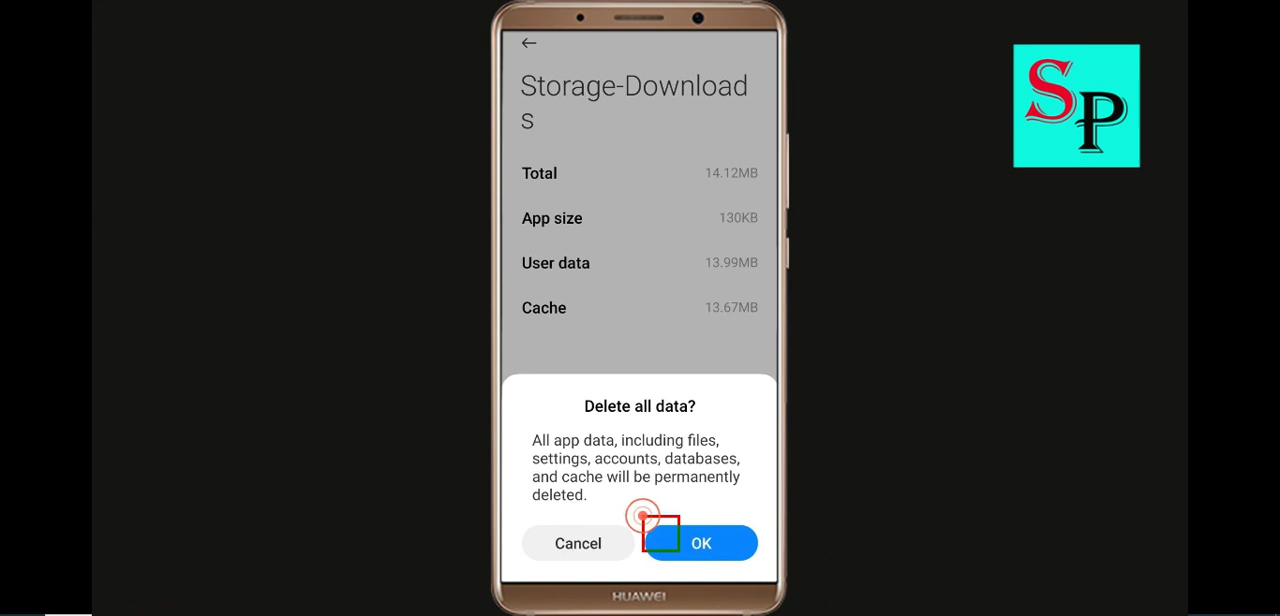 Storage-Download
s
Total 14.12MB
App size 130KB
User data 13.99MB
Cache 13.67MB
Delete all data?
All app data, including files,
settings, accounts, databases,
and cache will be permanently
deleted.
Cancel OK
HUAWEI
SP